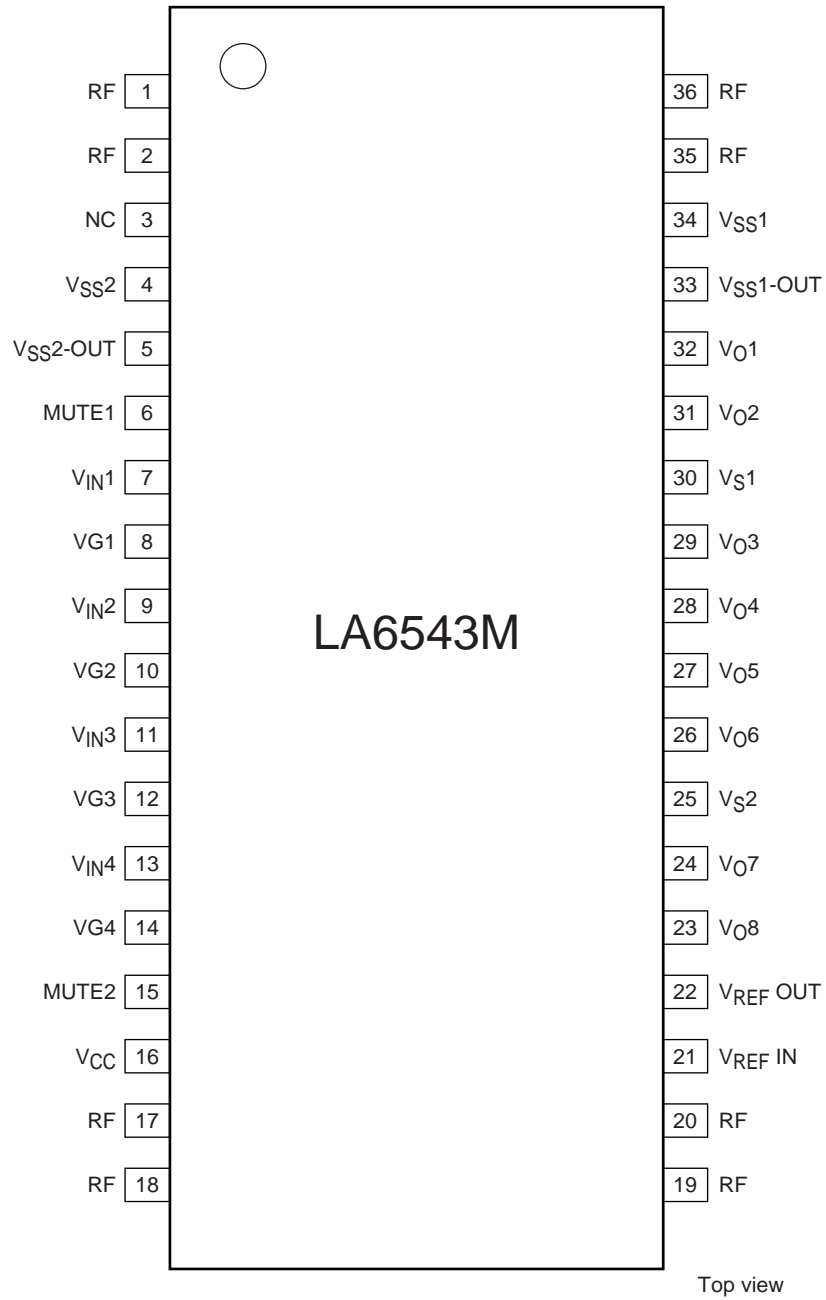 RF 1 36 RF
RF 2 35 RF
NC 3 34 VSS1
VSS2 4 33 VSS1-OUT
VSS2-OUT 5 32 VO1
MUTE1 6 31 VO2
VIN1 7 30 VS1
VG1 8 29 VO3
VIN2 9 28 VO4
LA6543M
VG2 10 27 VO5
VIN3 11 26 VO6
VG3 12 25 VS2
VIN4 13 24 VO7
VG4 14 23 VO8
MUTE2 15 22 VREF OUT
VCC 16 21 VREF IN
RF 17 20 RF
RF 18 19 RF
Top view